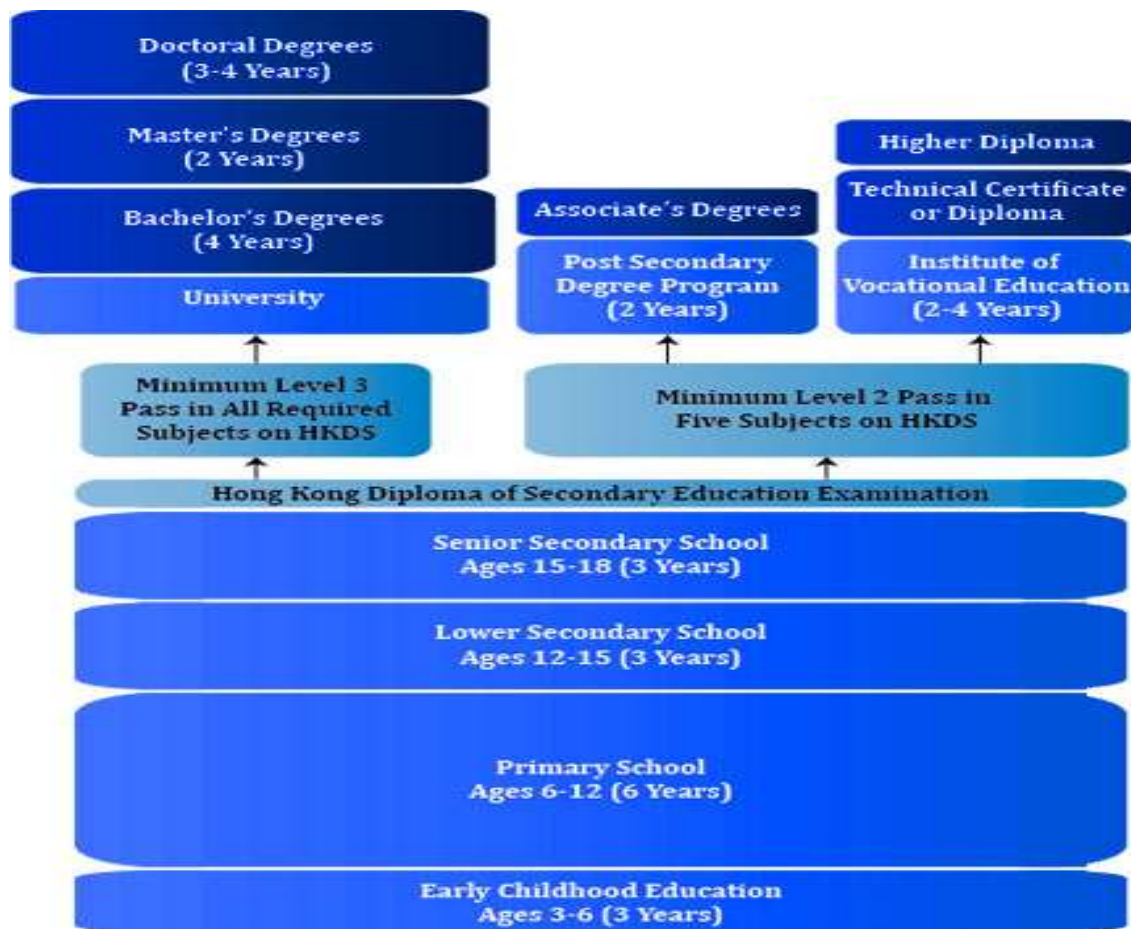 Doctoral Degrees
(3-4 Years)
Master's Degrees
(2 Years)
Bachelor's Degrees
(4 Years)
University
Associate's Degrees
Post Secondary
Degree Program
(2 Years)
Higher Diploma
Technical Certificate
or Diploma
Institute of
Vocational Education
(2-4 Years)
Minimum Level 3
Pass in All Required
Subjects on HKDS
Minimum Level 2 Pass in
Five Subjects on HKDS
Hong Kong Diploma of Secondary Education Examination
Senior Secondary School
Ages 15-18 (3 Years)
Lower Secondary School
Ages 12-15 (3 Years)
Primary School
Ages 6-12 (6 Years)
Early Childhood Education
Ages 3-6 (3 Years)